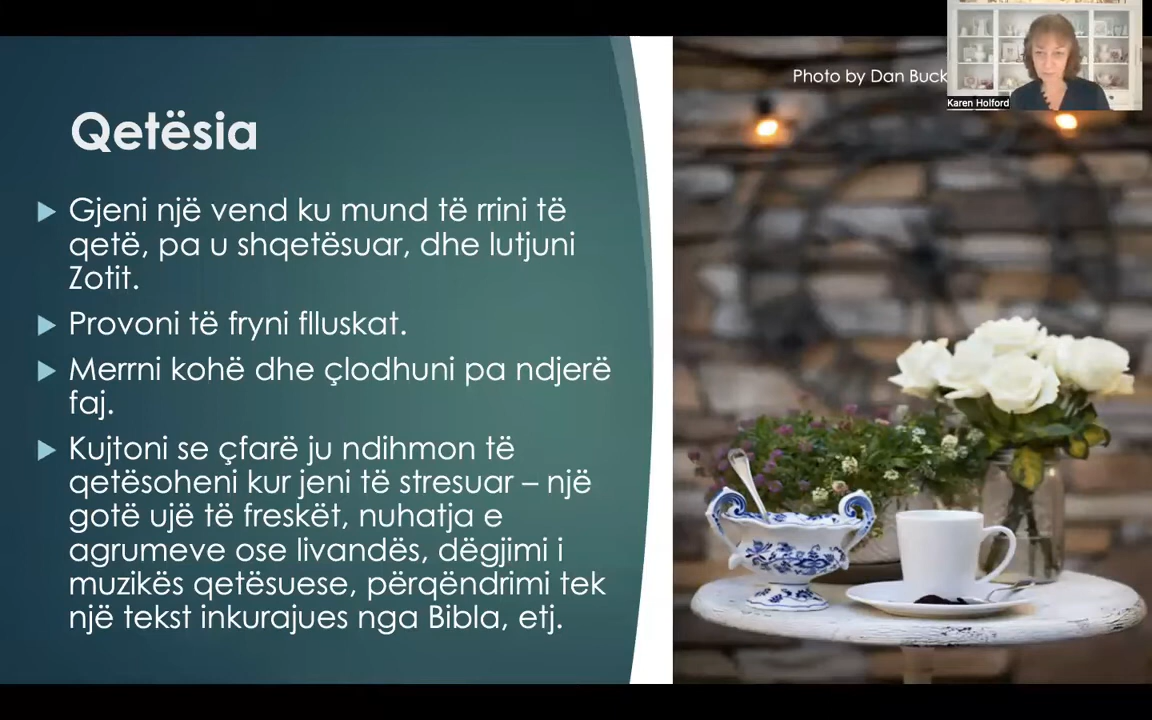 Qetësia
Gjeni një vend ku mund të rrini të
qetë, pa u shqetësuar, dhe lutjuni
Zotit.
Provoni të fryni flluskat.
Merrni kohë dhe çlodhuni pa ndjerë
faj.
Kujtoni se çfarë ju ndihmon të
qetësoheni kur jeni të stresuar – një
gotë ujë të freskët, nuhatja e
agrumeve ose livandës, dëgjimi i
muzikës qetësuese, përqëndrimi tek
një tekst inkurajues nga Bibla, etj.
Photo by Dan Buck
Karen Holford